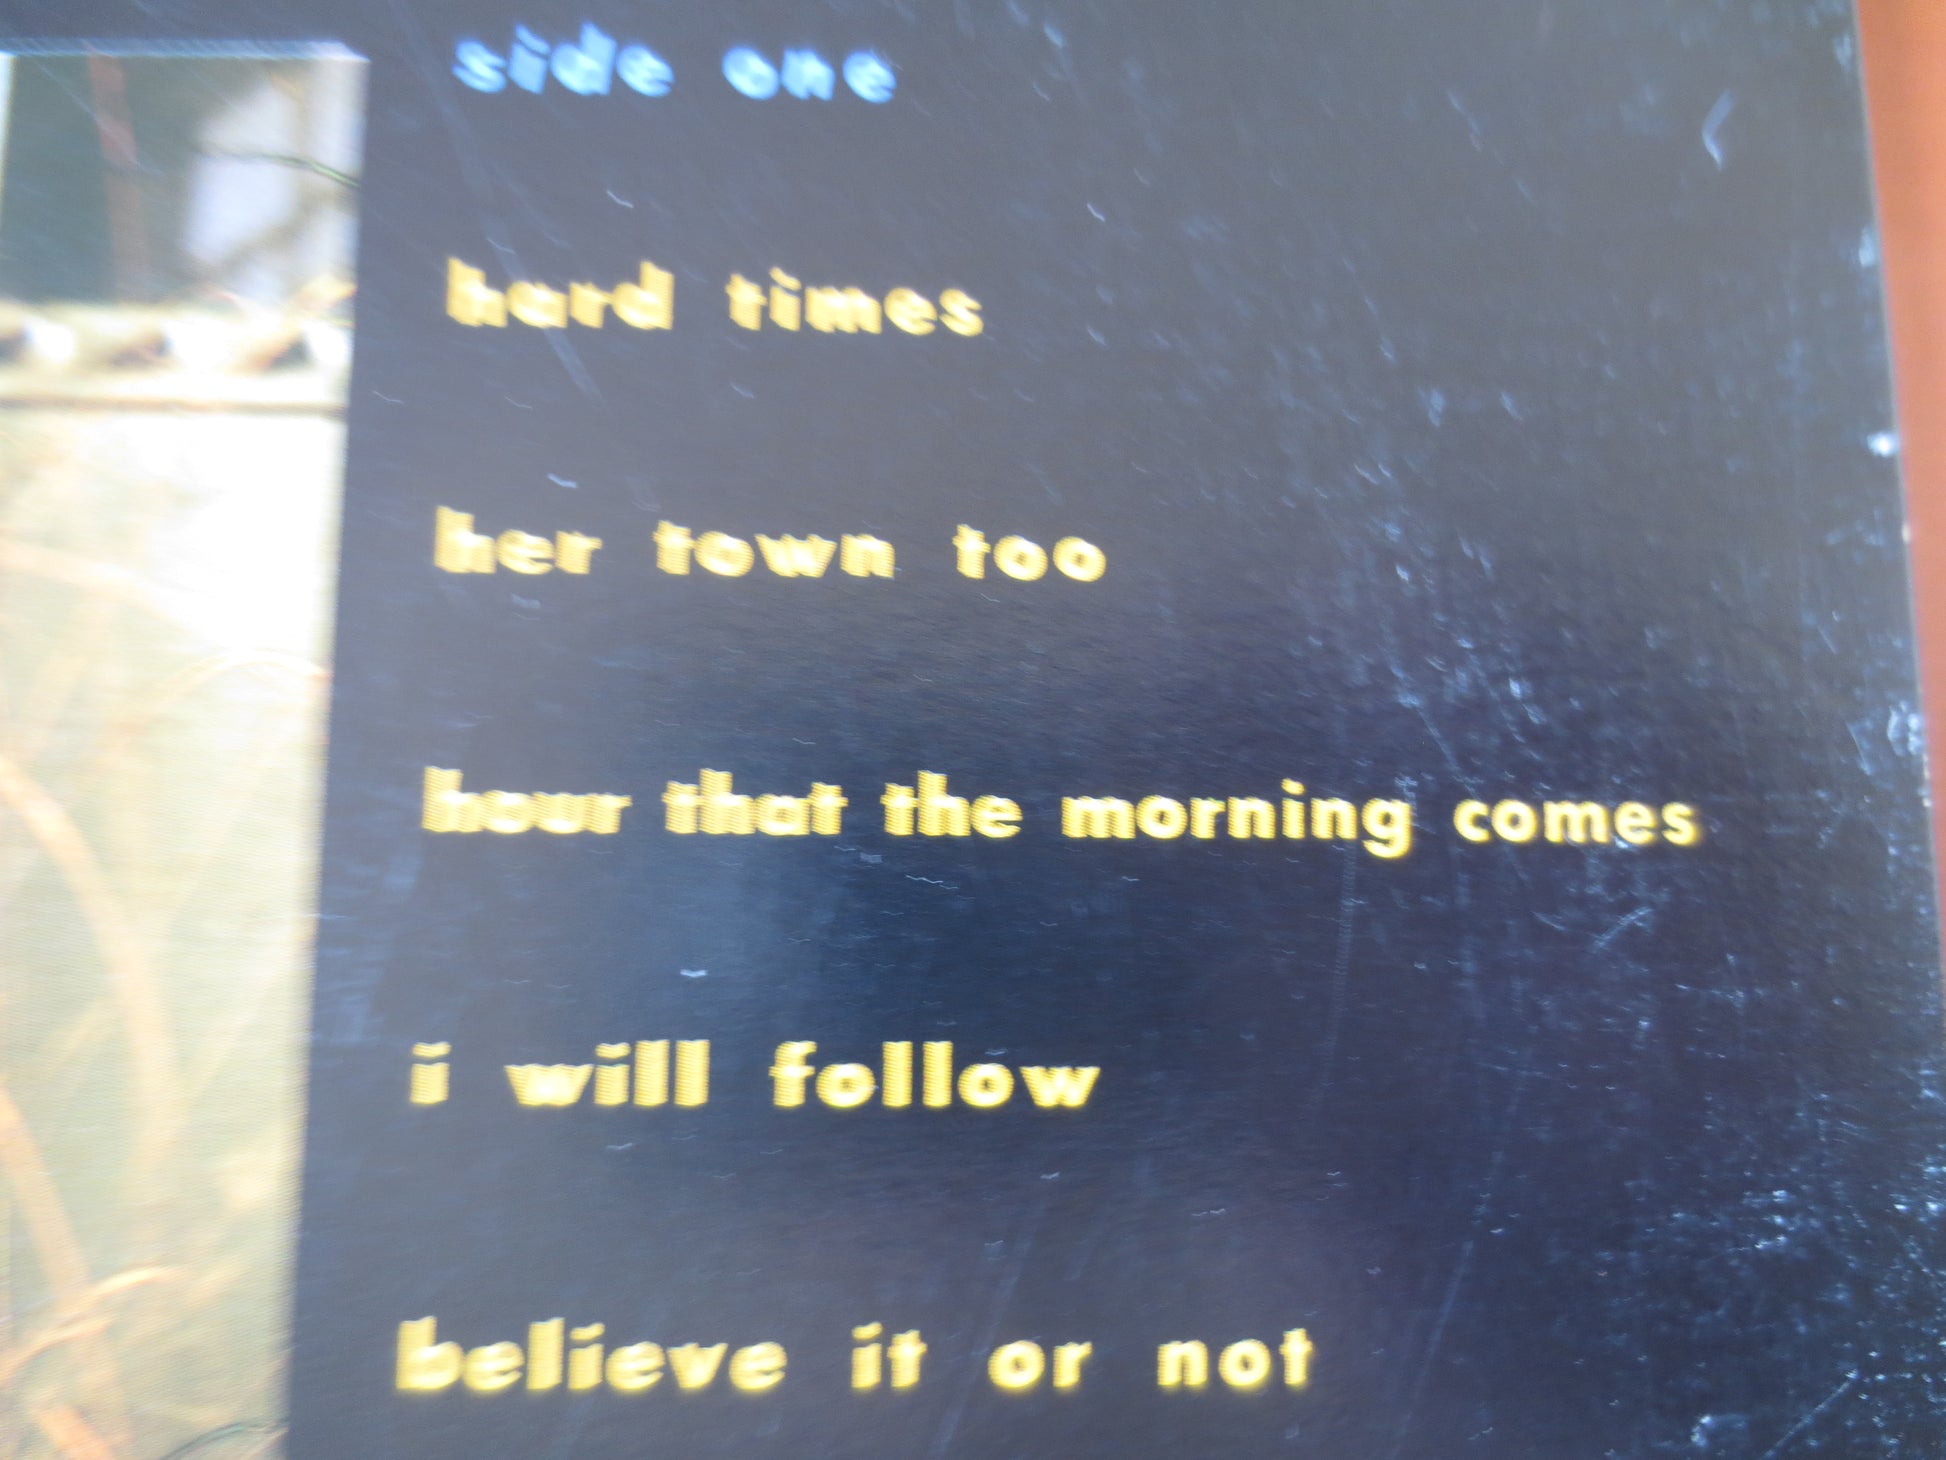 side one
hard times
her town too
hour that the morning comes
i will follow
believe it or not